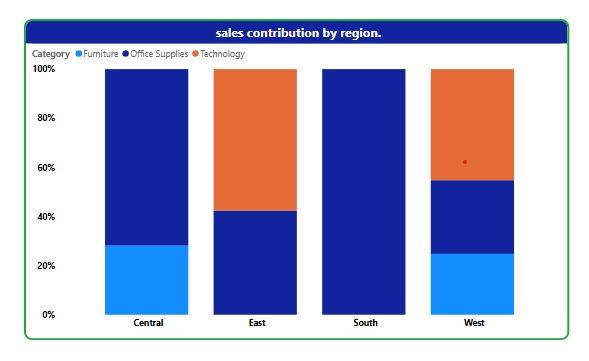 sales contribution by region.
Category Furniture Office Supplies Technology
100%
80%
60%
40%
20%
0%
Central East South West